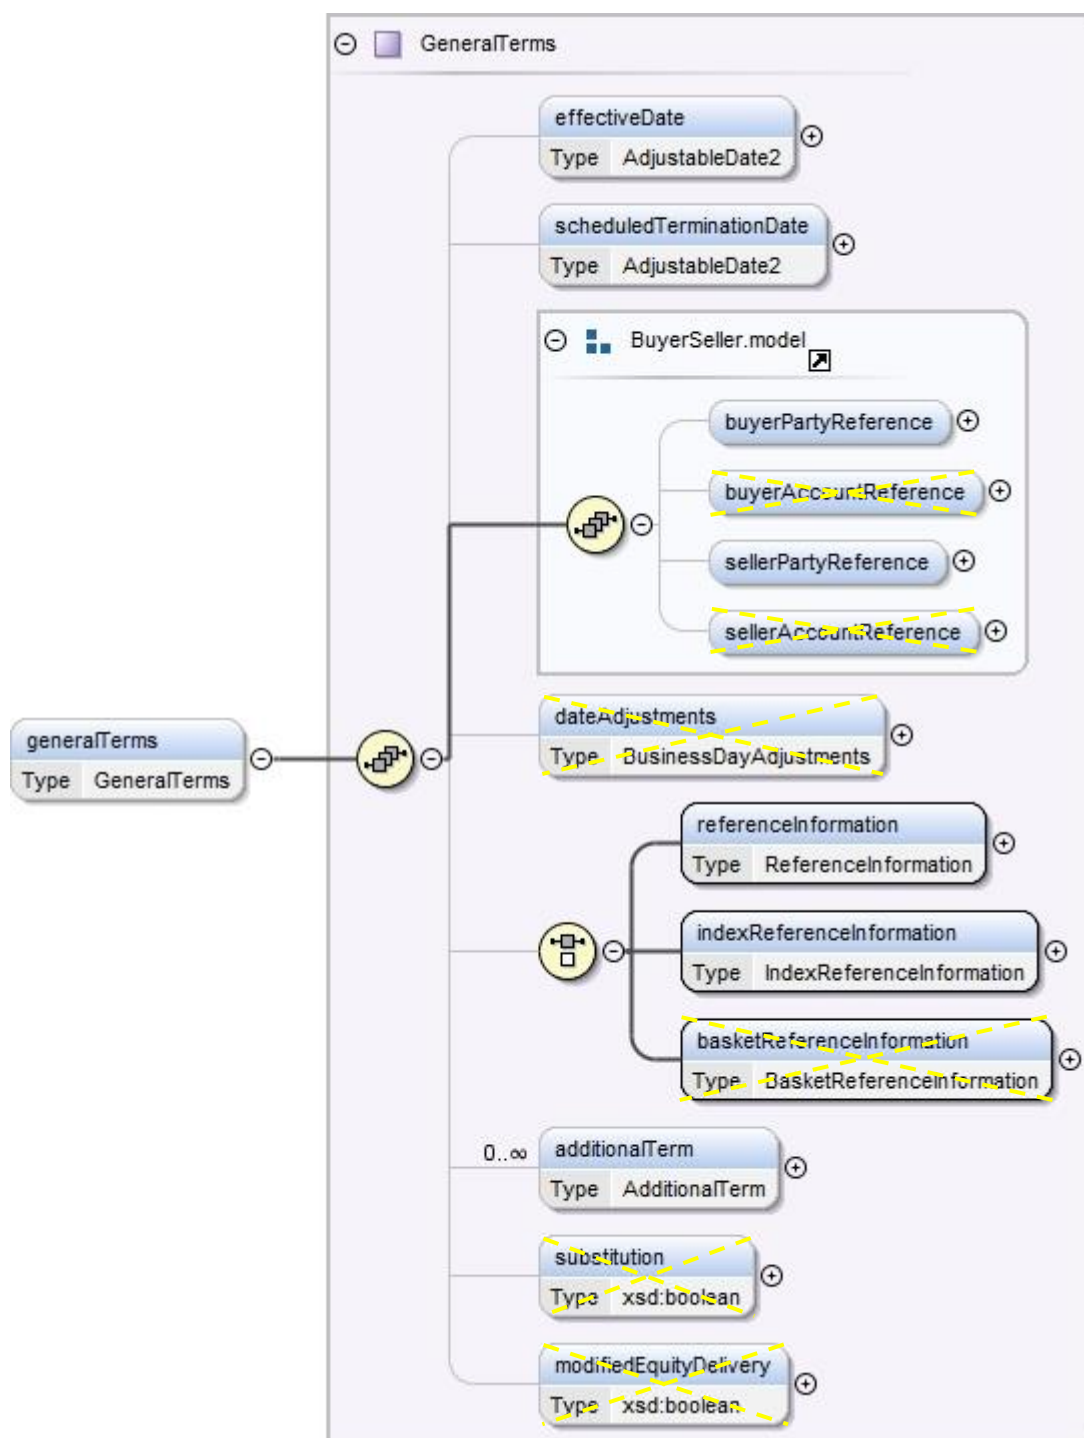 GeneralTerms
effectiveDate
Type AdjustableDate2
scheduledTerminationDate
Type AdjustableDate2
BuyerSeller.model
buyerPartyReference
buyerAccountReference
sellerPartyReference
sellerAccountReference
generalTerms
Type GeneralTerms
dateAdjustments
Type BusinessDayAdjustments
referenceInformation
Type ReferenceInformation
indexReferenceInformation
Type IndexReferenceInformation
basketReferenceInformation
Type BasketReferenceInformation
0..∞
additionalTerm
Type AdditionalTerm
substitution
Type xsd:boolean
modifiedEquityDelivery
Type xsd:boolean